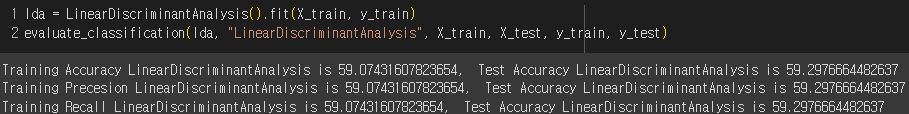 1 lda = LinearDiscriminantAnalysis().fit(X_train, y_train)
2 evaluate_classification(lda, "LinearDiscriminantAnalysis", X_train, X_test, y_train, y_test)
Training Accuracy LinearDiscriminantAnalysis is 59.07431607823654, Test Accuracy LinearDiscriminantAnalysis is 59.2976664482637
Training Precesion LinearDiscriminantAnalysis is 59.07431607823654, Test Accuracy LinearDiscriminantAnalysis is 59.2976664482637
Training Recall LinearDiscriminantAnalysis is 59.07431607823654, Test Accuracy LinearDiscriminantAnalysis is 59.2976664482637